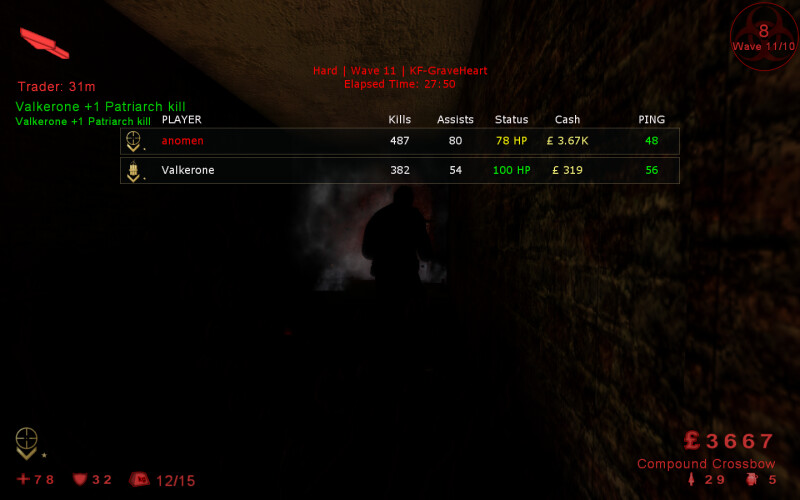 8
Wave 11/10
Hard | Wave 11 | KF-GraveHeart
Elapsed Time: 27:50
Trader: 31m
Valkerone +1 Patriarch kill
Valkerone +1 Patriarch kill
PLAYER Kills Assists Status Cash PING
anomen 487 80 78 HP £ 3.67K 48
Valkerone 382 54 100 HP £ 319 56
£3667
Compound Crossbow
78 32 12/15 29 5